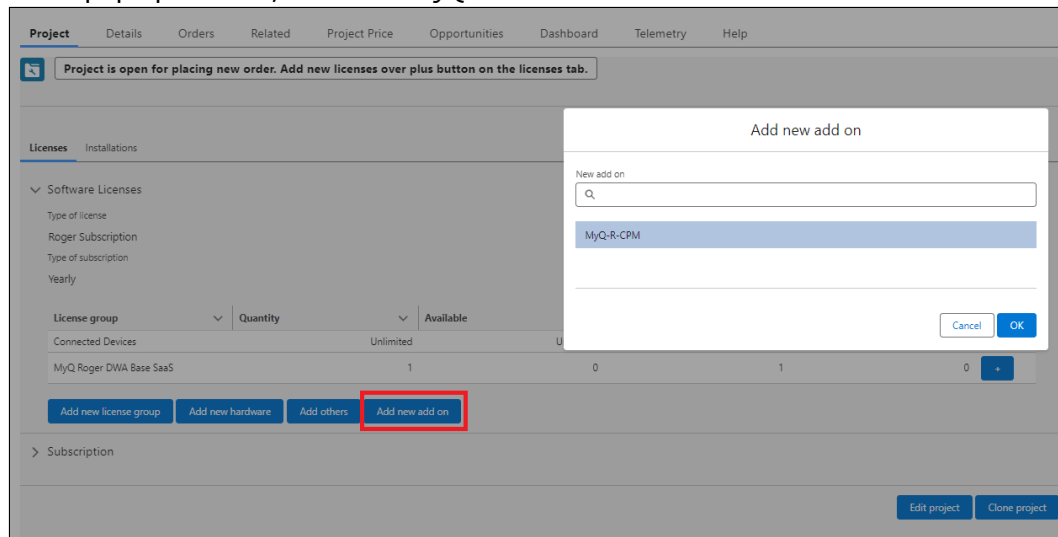 Project Details Orders Related Project Price Opportunities Dashboard Telemetry Help
Project is open for placing new order. Add new licenses over plus button on the licenses tab.
Add new add on
Licenses Installations
New add on
Software Licenses
Type of license
Roger Subscription
MyQ-R-CPM
Type of subscription
Yearly
License group Quantity Available
Cancel OK
Connected Devices Unlimited U
MyQ Roger DWA Base SaaS 1 0 1 0 +
Add new license group Add new hardware Add others Add new add on
Subscription
Edit project Clone project